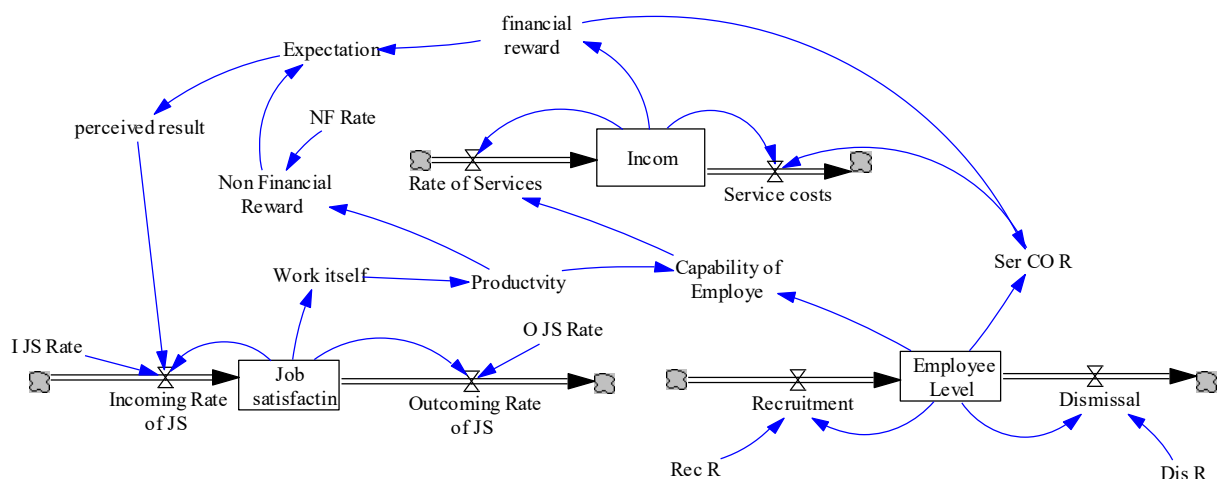 financial
reward
Expectation
perceived result
NF Rate
Incom
Rate of Services
Service costs
Non Financial
Reward
Work itself
Productvity
Capability of
Employe
Ser CO R
I JS Rate
O JS Rate
Job
satisfactin
Employee
Level
Incoming Rate
of JS
Outcoming Rate
of JS
Recruitment
Dismissal
Rec R
Dis R